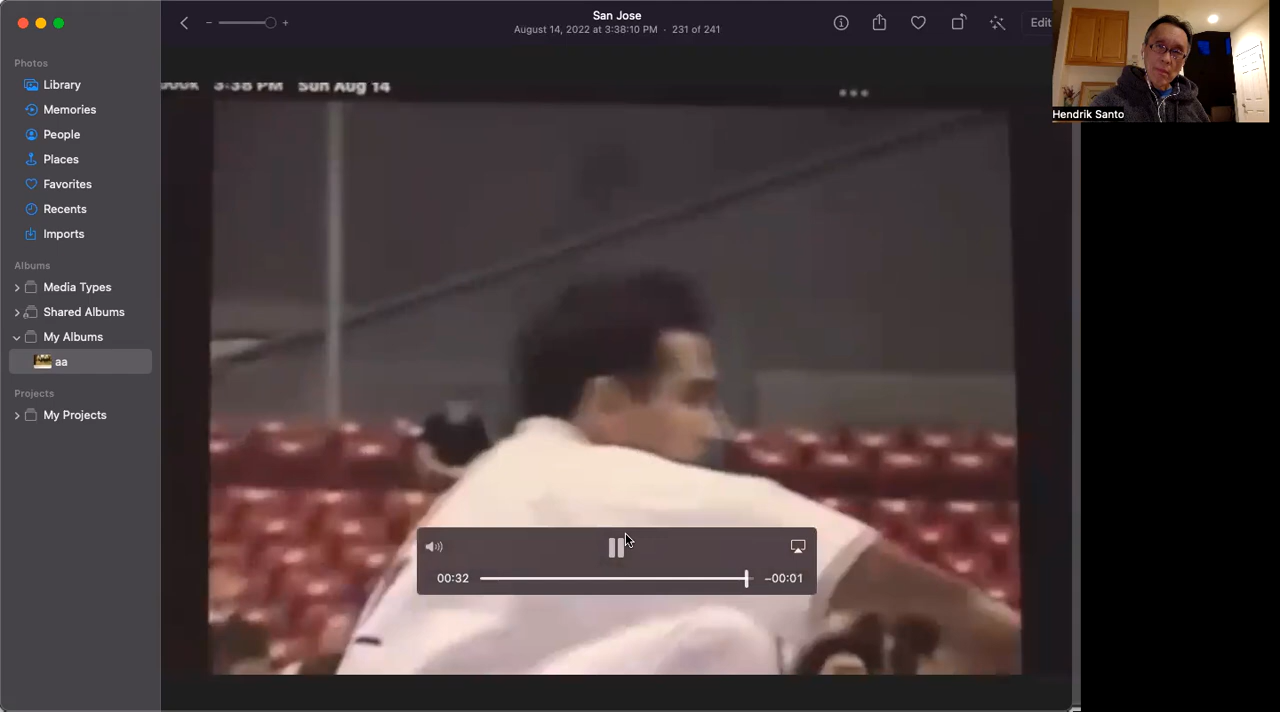 San Jose
August 14, 2022 at 3:38:10 PM · 231 of 241
Edit
Photos
Library
Memories
People
Places
Favorites
Recents
Imports
Albums
Media Types
Shared Albums
My Albums
aa
Projects
My Projects
3:38 PM Sun Aug 14
Hendrik Santo
00:32
−00:01